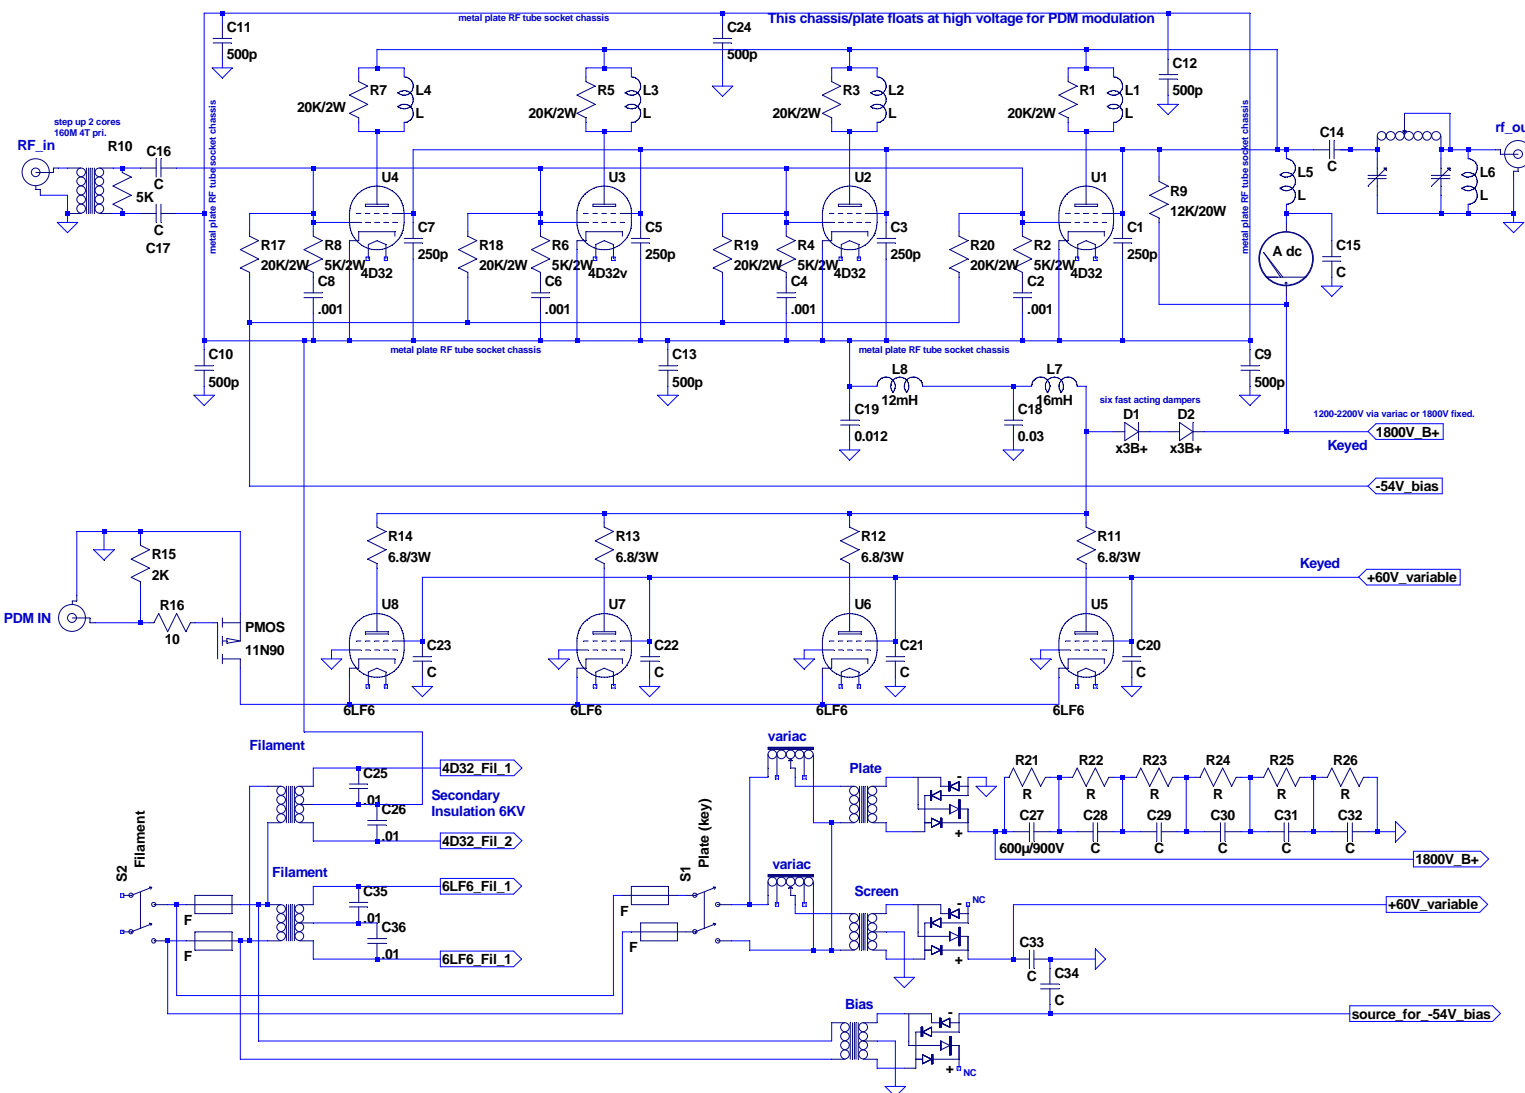 metal plate RF tube socket chassis
This chassis/plate floats at high voltage for PDM modulation
C11
500p
C24
500p
C12
500p
R7
20K/2W
L4
L
R5
20K/2W
L3
L
R3
20K/2W
L2
L
R1
20K/2W
L1
L
metal plate RF tube socket chassis
metal plate RF tube socket chassis
step up 2 cores
160M 4T pri.
RF_in
R10
5K
C16
C
C17
C
U4
4D32
U3
4D32v
U2
4D32
U1
4D32
C7
250p
C5
250p
C3
250p
C1
250p
R9
12K/20W
L5
L
C14
C
rf_ou
L6
L
A dc
C15
C
R17
20K/2W
R8
5K/2W
C8
.001
R18
20K/2W
R6
5K/2W
C6
.001
R19
20K/2W
R4
5K/2W
C4
.001
R20
20K/2W
R2
5K/2W
C2
.001
metal plate RF tube socket chassis
metal plate RF tube socket chassis
C10
500p
C13
500p
C9
500p
L8
12mH
L7
16mH
C19
0.012
C18
0.03
six fast acting dampers
D1
x3B+
D2
x3B+
1200-2200V via variac or 1800V fixed.
1800V_B+
Keyed
-54V_bias
R14
6.8/3W
R13
6.8/3W
R12
6.8/3W
R11
6.8/3W
Keyed
+60V_variable
R15
2K
R16
10
PDM IN
PMOS
11N90
U8
6LF6
U7
6LF6
U6
6LF6
U5
6LF6
C23
C
C22
C
C21
C
C20
C
Filament
4D32_Fil_1
C25
.01
C26
.01
Secondary
Insulation 6KV
4D32_Fil_2
Filament
6LF6_Fil_1
C35
.01
C36
.01
6LF6_Fil_1
S2
Filament
F
F
F
F
S1
Plate (key)
variac
Plate
-
+
variac
Screen
-
NC
+
Bias
-
+
NC
R21
R
R22
R
R23
R
R24
R
R25
R
R26
R
C27
600µ/900V
C28
C
C29
C
C30
C
C31
C
C32
C
1800V_B+
+60V_variable
C33
C
C34
C
source_for_-54V_bias